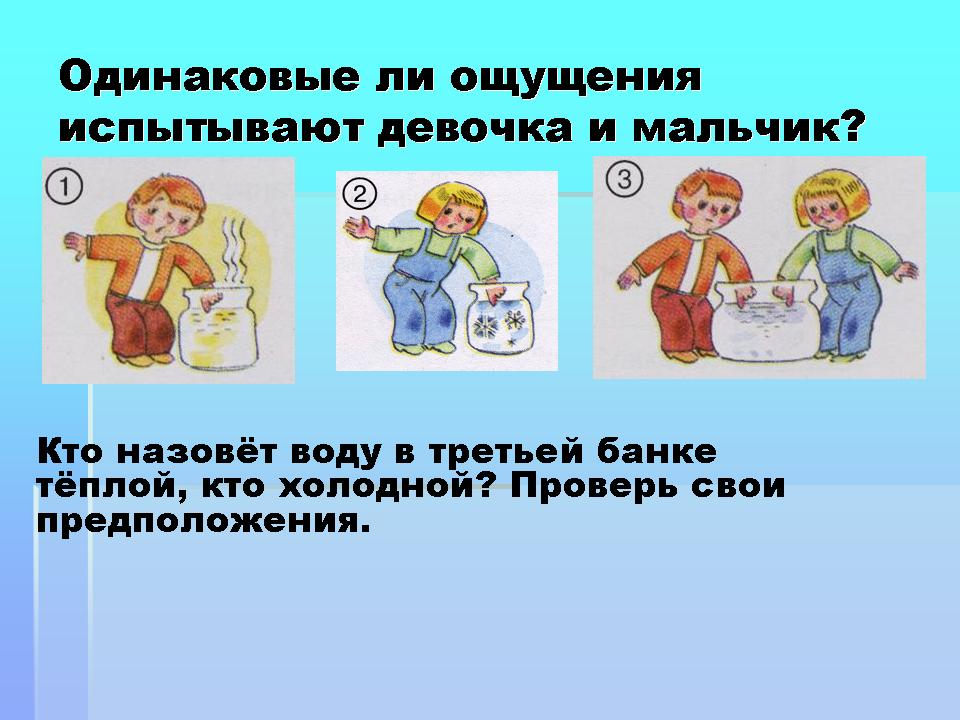 Одинаковые ли ощущения
испытывают девочка и мальчик?
1
2
3
Кто назовёт воду в третьей банке
тёплой, кто холодной? Проверь свои
предположения.